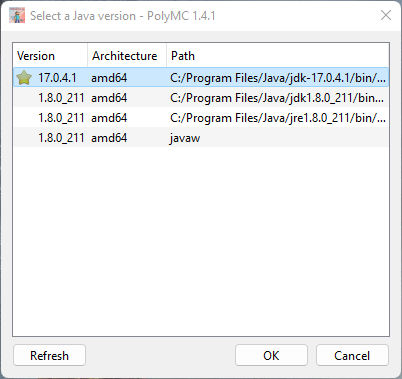 Select a Java version - PolyMC 1.4.1
Version Architecture Path
17.0.4.1 amd64 C:/Program Files/Java/jdk-17.0.4.1/bin/...
1.8.0_211 amd64 C:/Program Files/Java/jdk1.8.0_211/bin...
1.8.0_211 amd64 C:/Program Files/Java/jre1.8.0_211/bin/...
1.8.0_211 amd64 javaw
Refresh OK Cancel